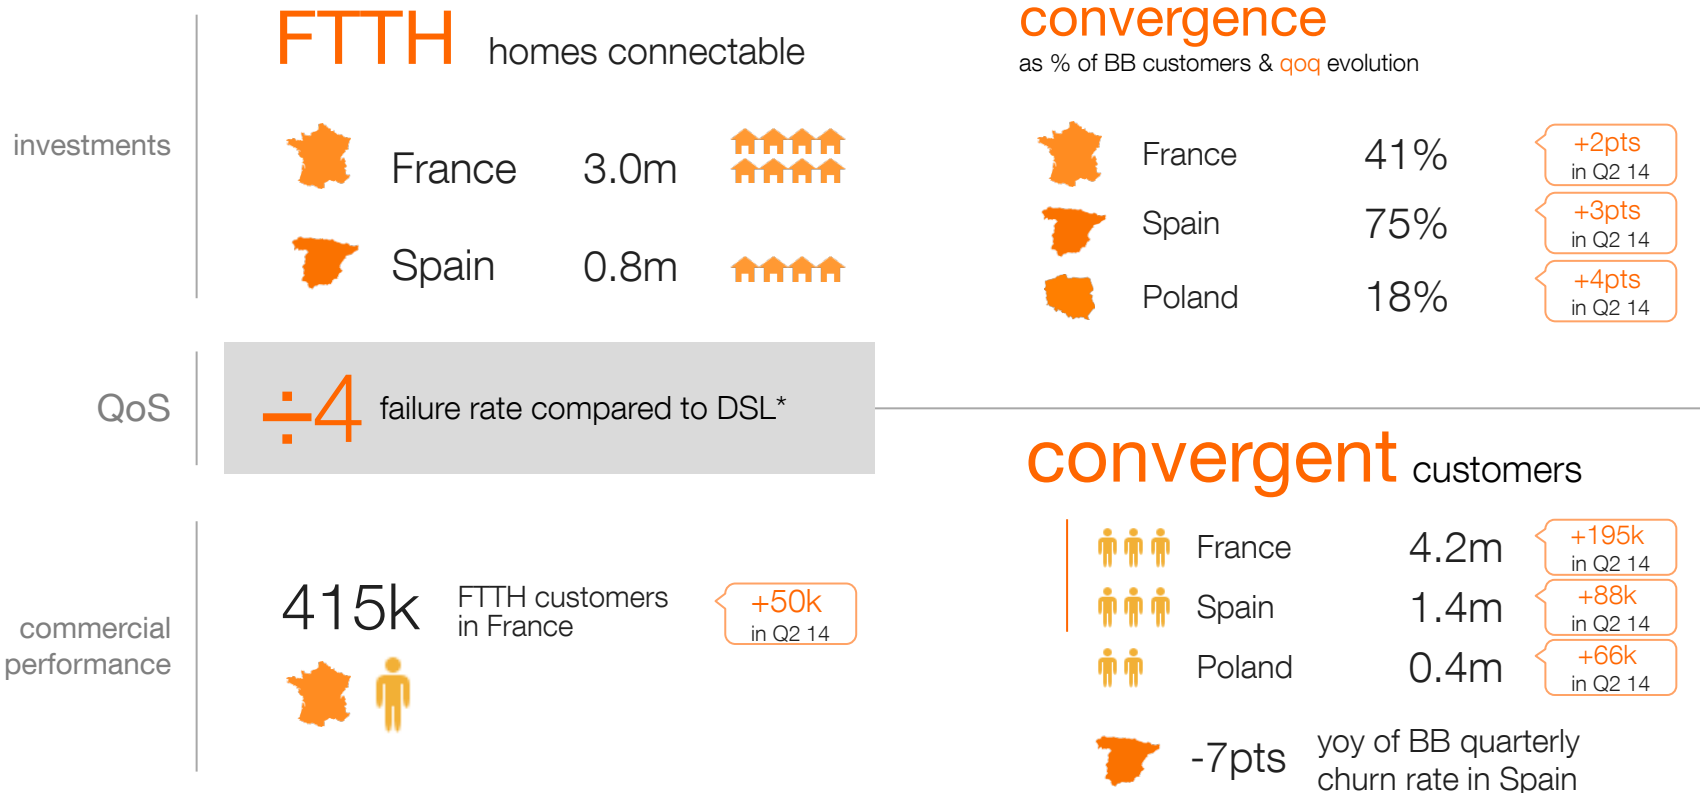 FTTH homes connectable
investments
France 3.0m
Spain 0.8m
QoS
÷4 failure rate compared to DSL*
commercial
performance
415k FTTH customers
in France
+50k
in Q2 14
convergence
as % of BB customers & qoq evolution
France 41% +2pts
in Q2 14
Spain 75% +3pts
in Q2 14
Poland 18% +4pts
in Q2 14
convergent customers
France 4.2m +195k
in Q2 14
Spain 1.4m +88k
in Q2 14
Poland 0.4m +66k
in Q2 14
-7pts yoy of BB quarterly
churn rate in Spain